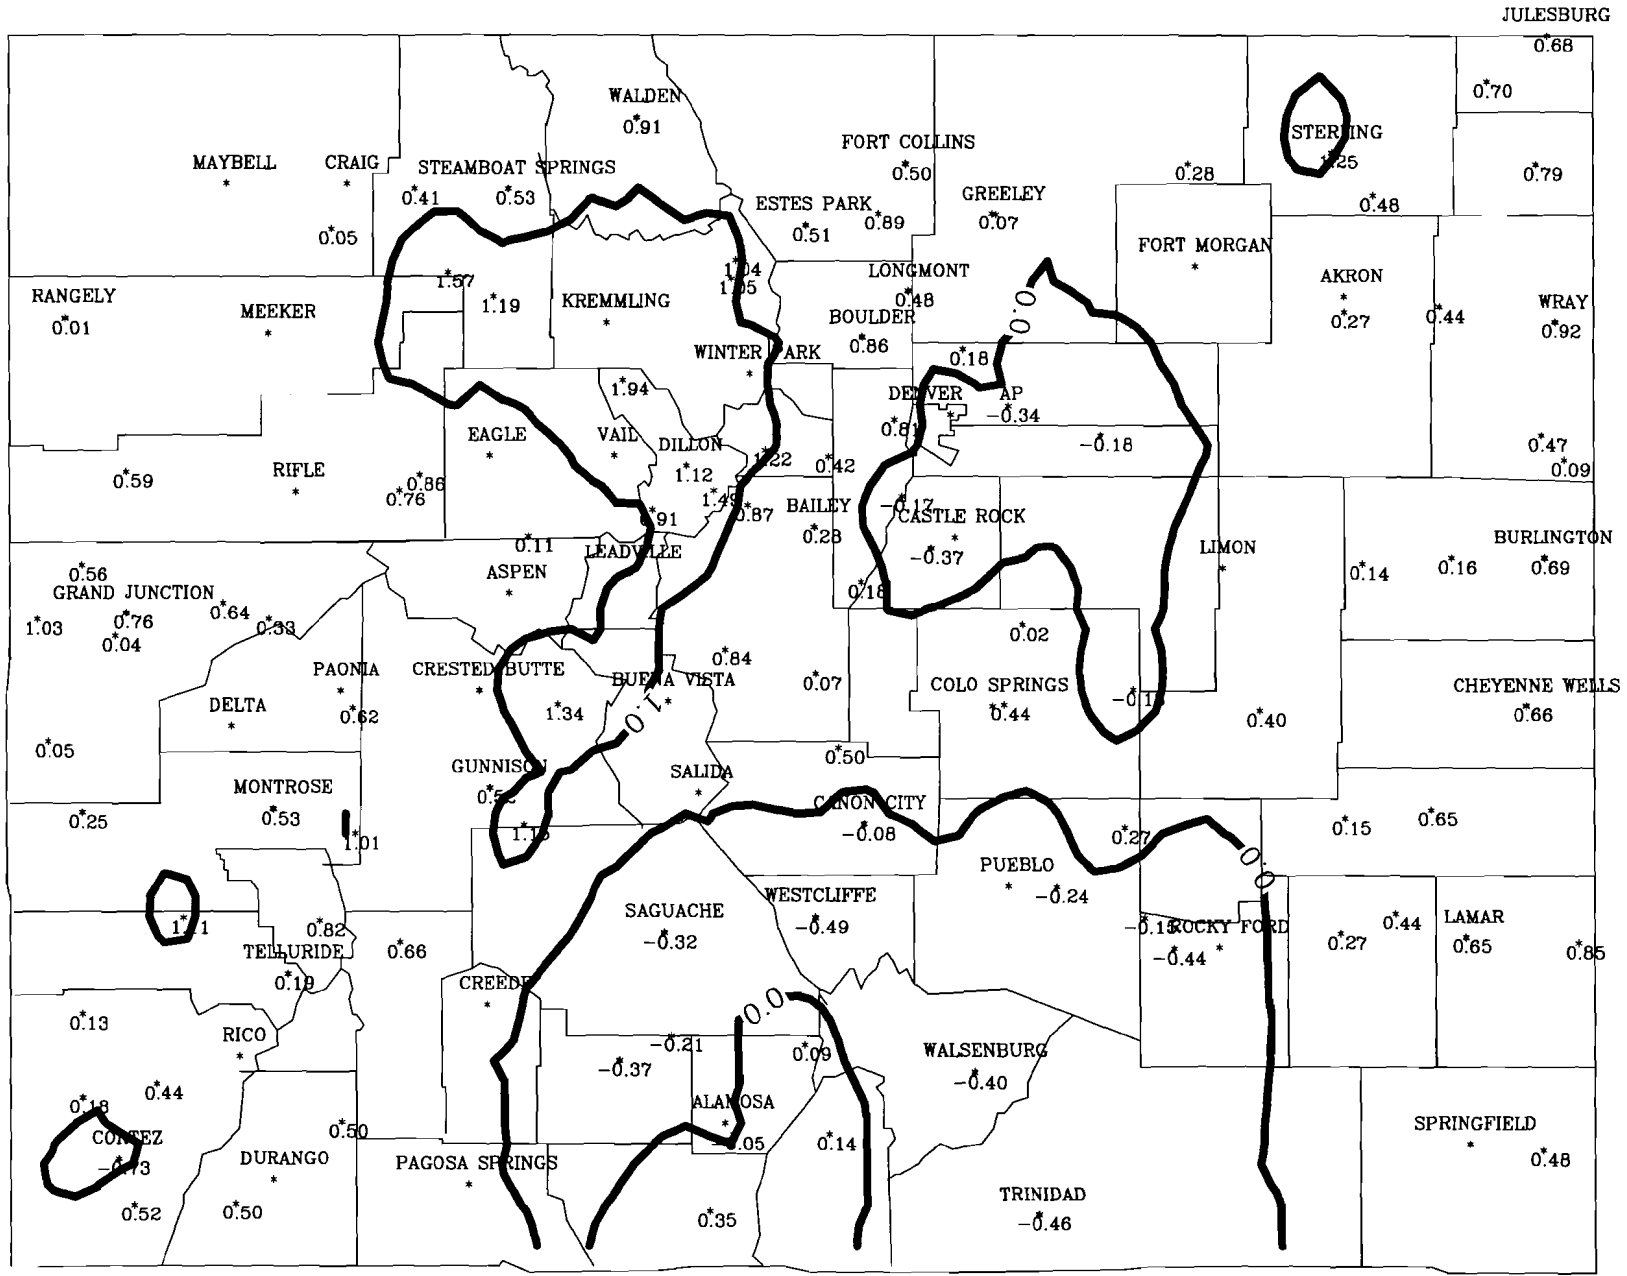 JULESBURG
0.68
0.70
WALDEN
0.91
FORT COLLINS
STERLING
MAYBELL
CRAIG
STEAMBOAT SPRINGS
0.50
0.28
1.25
0.79
0.41
0.53
ESTES PARK
0.89
GREELEY
0.48
0.05
0.51
0.07
FORT MORGAN
1.57
1.04
1.05
LONGMONT
AKRON
RANGELY
0.01
MEEKER
1.19
KREMMLING
0.48
0.0
0.27
0.44
WRAY
0.92
BOULDER
0.86
WINTER PARK
0.18
1.94
DENVER AP
-0.34
0.81
EAGLE
VAIL
DILLON
-0.18
0.47
0.59
RIFLE
0.86
0.76
1.12
1.22
0.42
0.09
1.49
0.87
BAILEY
0.28
-0.17
CASTLE ROCK
0.91
0.11
LEADVILLE
-0.37
LIMON
BURLINGTON
0.56
ASPEN
0.14
0.16
0.69
GRAND JUNCTION
0.18
1.03
0.76
0.04
0.64
0.33
0.02
PAONIA
CRESTED BUTTE
0.84
BUENA VISTA
0.07
COLO SPRINGS
CHEYENNE WELLS
DELTA
0.62
1.34
1.0
0.44
0.40
0.66
0.05
GUNNISON
SALIDA
0.50
MONTROSE
0.25
0.53
CANON CITY
-0.08
0.27
0.15
0.65
1.01
PUEBLO
-0.24
0.0
SAGUACHE
-0.32
WESTCLIFFE
-0.49
1.11
0.82
TELLURIDE
0.19
0.66
ROCKY FORD
-0.44
0.27
0.44
LAMAR
0.65
0.85
CREEDE
0.13
RICO
0.0
-0.21
0.09
WALSENBURG
-0.40
-0.37
0.44
0.18
ALAMOSA
CORTEZ
0.50
0.14
SPRINGFIELD
0.48
DURANGO
PAGOSA SPRINGS
0.52
0.50
0.35
TRINIDAD
-0.46